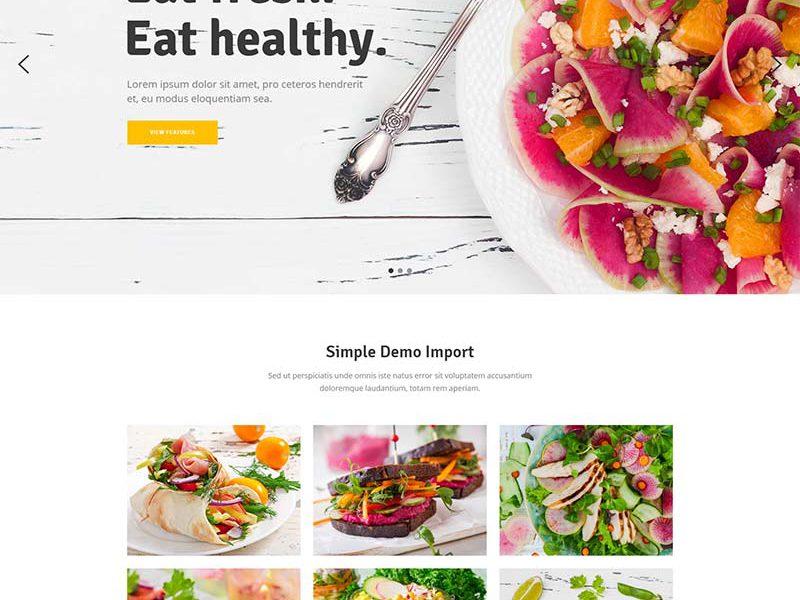 Eat healthy.
Lorem ipsum dolor sit amet, pro ceteros hendrerit
et, eu modus eloquentiam sea.
VIEW FEATURES
Simple Demo Import
Sed ut perspiciatis unde omnis iste natus error sit voluptatem accusantium
doloremque laudantium, totam rem aperiam.